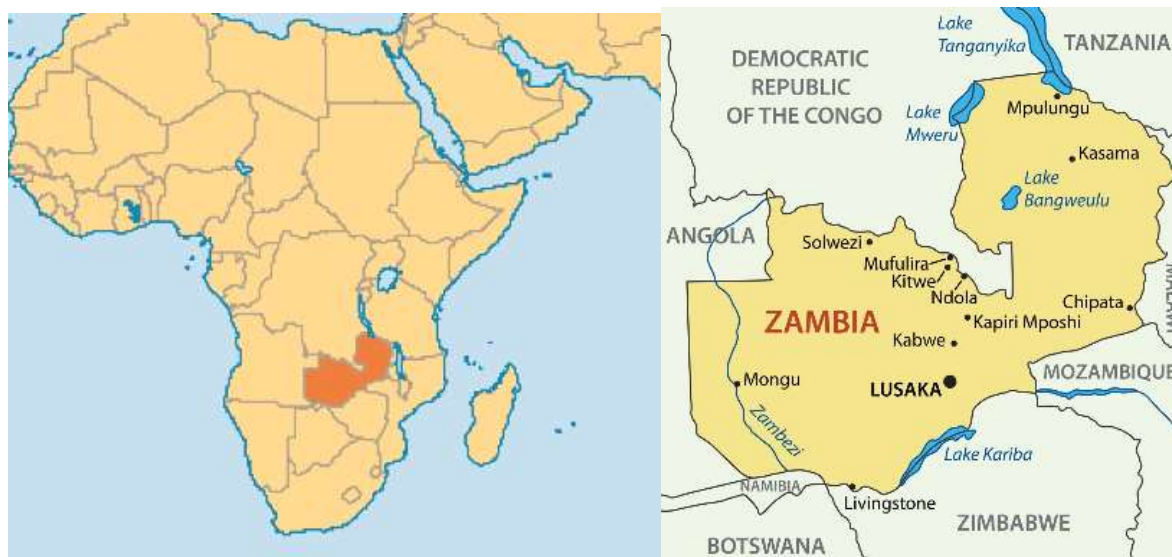 Lake
Tanganyika
TANZANIA
DEMOCRATIC
REPUBLIC
OF THE CONGO
Lake
Mweru
Mpulungu
Kasama
Lake
Bangweulu
ANGOLA
Solwezi
Mufulira
Kitwe
Ndola
MALAWI
Chipata
ZAMBIA
Kapiri Mposhi
Kabwe
MOZAMBIQUE
Mongu
LUSAKA
Zambezi
Lake Kariba
NAMIBIA
Livingstone
ZIMBABWE
BOTSWANA